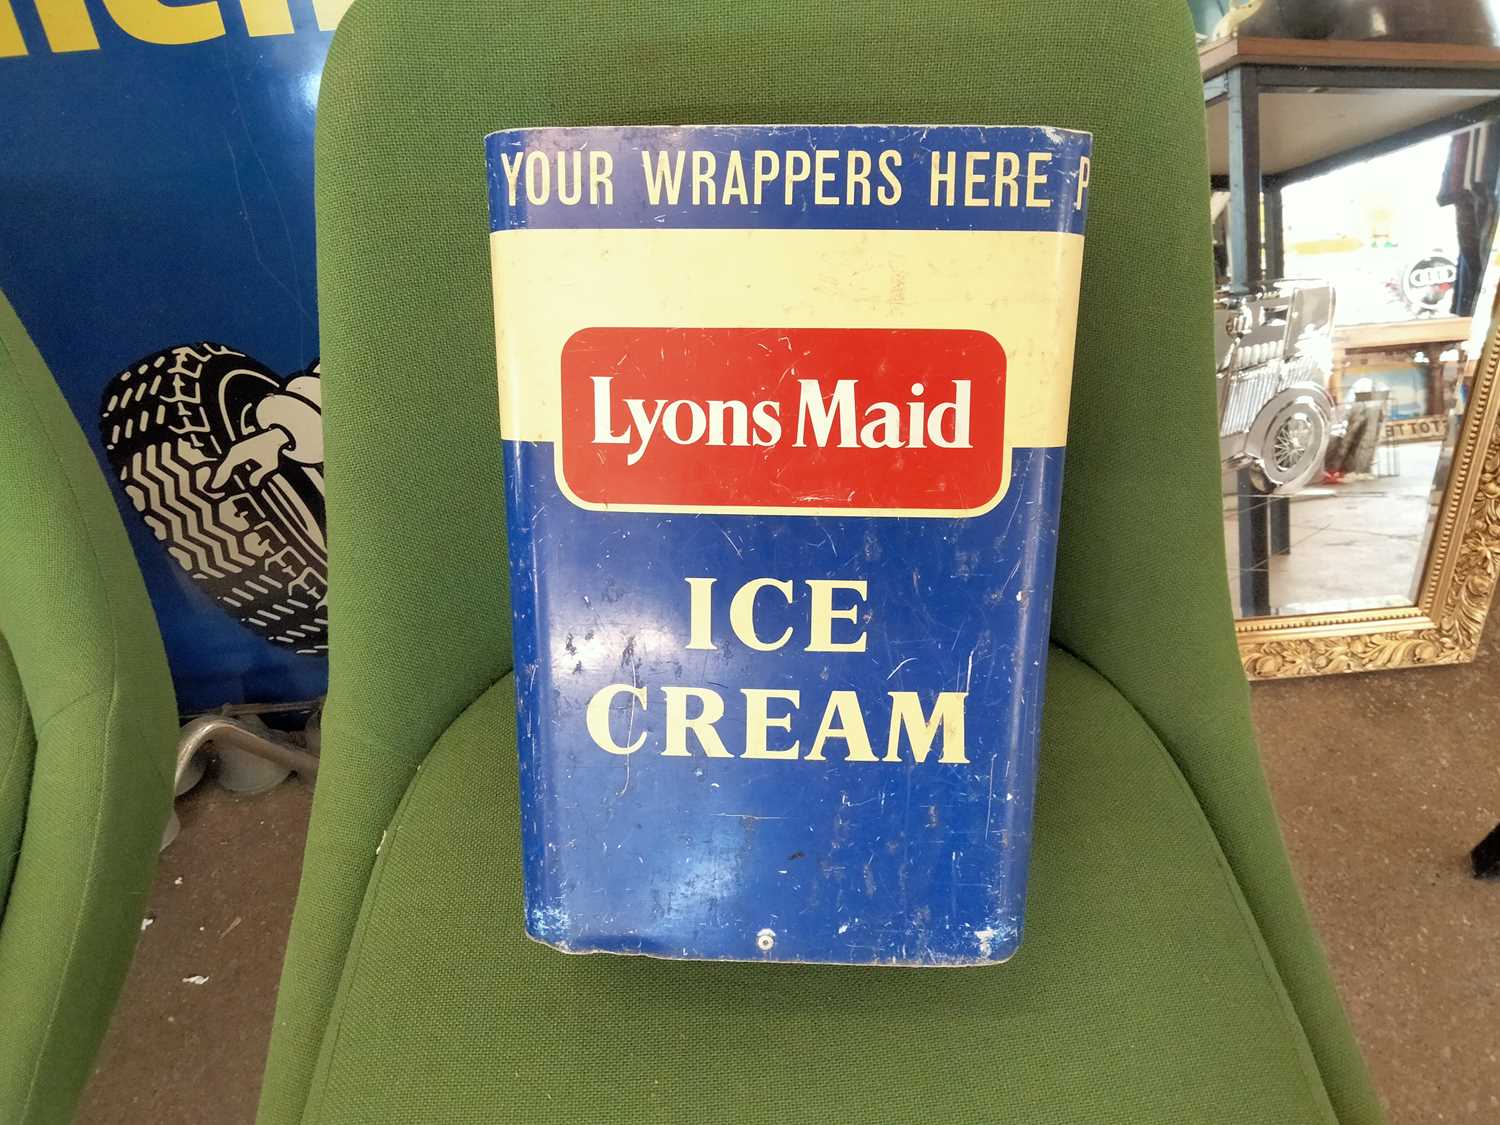 YOUR WRAPPERS HERE P
Lyons Maid
ICE
CREAM